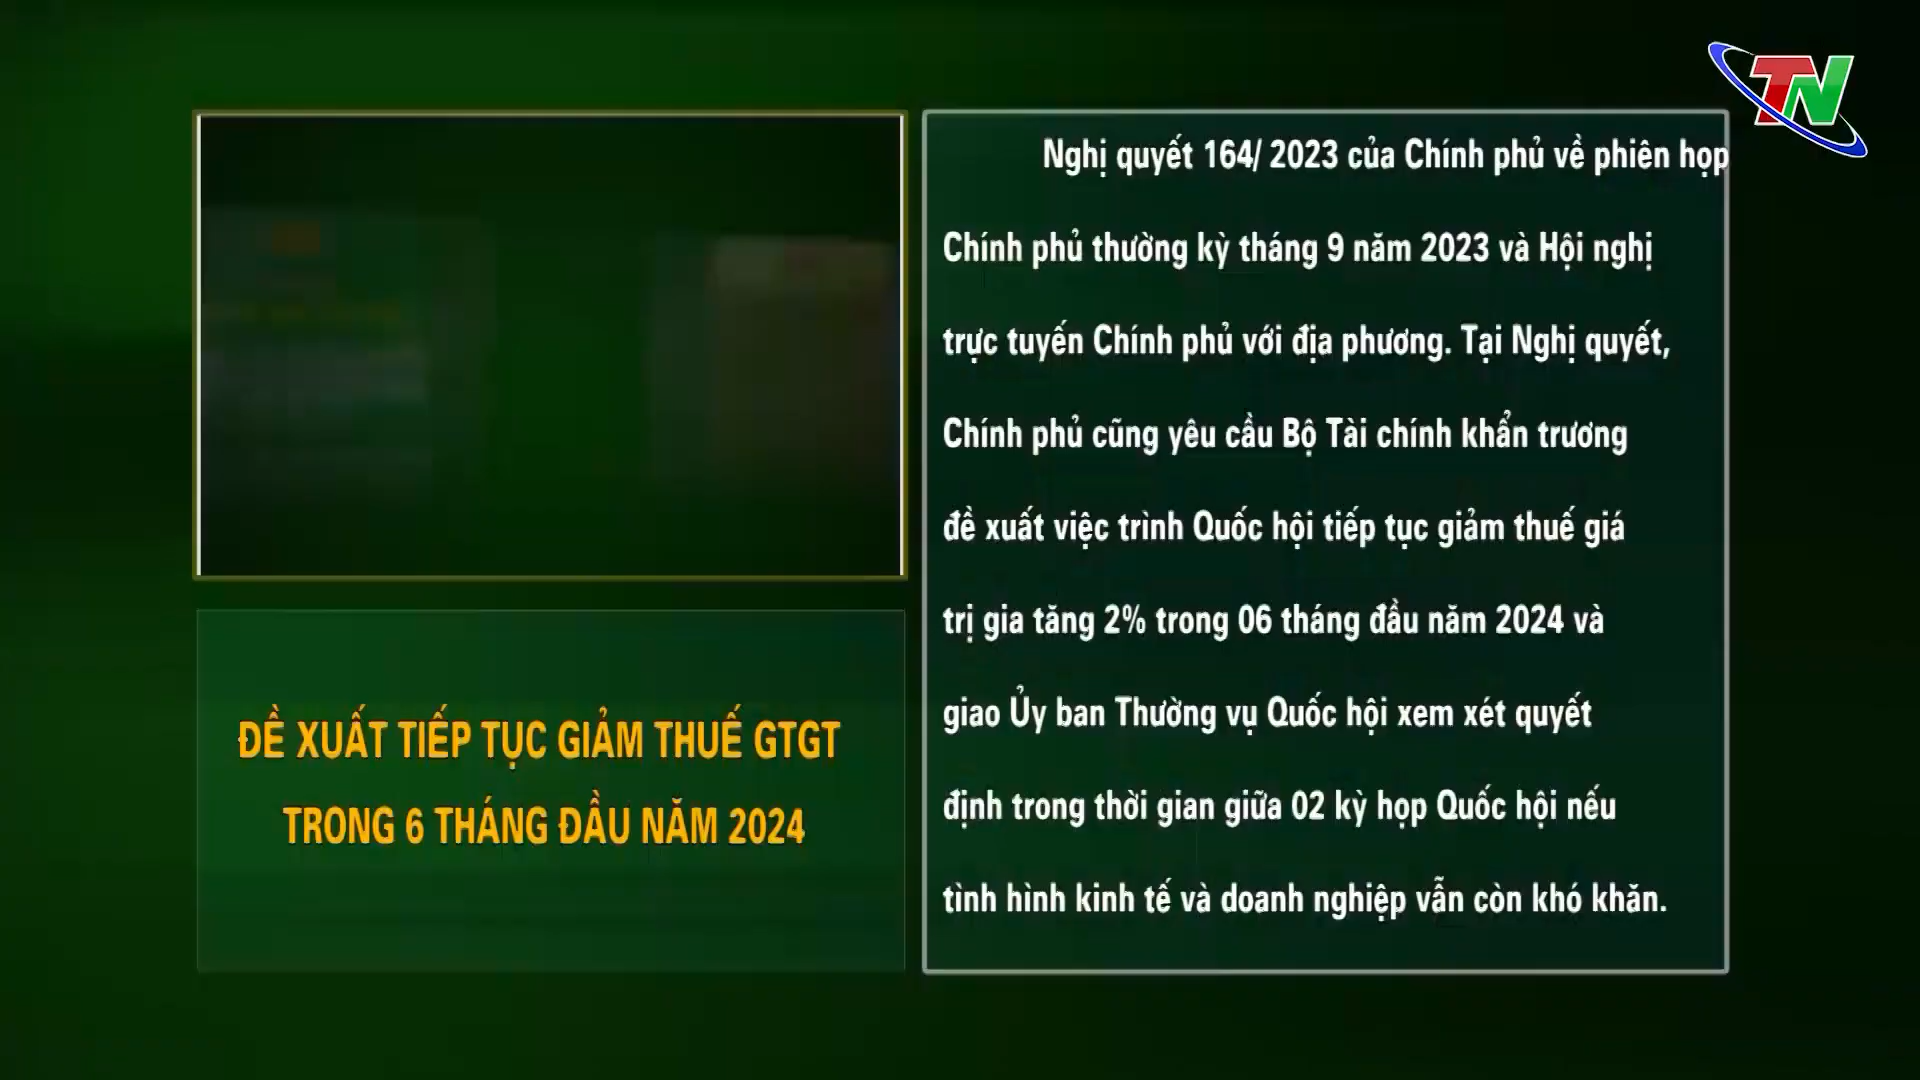 TN
Nghị quyết 164/ 2023 của Chính phủ về phiên họp
Chính phủ thường kỳ tháng 9 năm 2023 và Hội nghị
trực tuyến Chính phủ với địa phương. Tại Nghị quyết,
Chính phủ cũng yêu cầu Bộ Tài chính khẩn trương
đề xuất việc trình Quốc hội tiếp tục giảm thuế giá
trị gia tăng 2% trong 06 tháng đầu năm 2024 và
giao Ủy ban Thường vụ Quốc hội xem xét quyết
định trong thời gian giữa 02 kỳ họp Quốc hội nếu
tình hình kinh tế và doanh nghiệp vẫn còn khó khăn.
ĐỀ XUẤT TIẾP TỤC GIẢM THUẾ GTGT
TRONG 6 THÁNG ĐẦU NĂM 2024